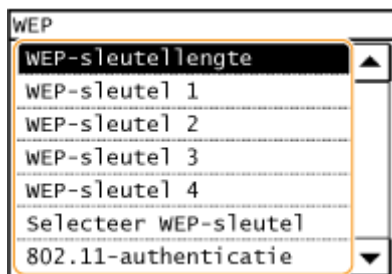 WEP
WEP-sleutellengte
WEP-sleutel 1
WEP-sleutel 2
WEP-sleutel 3
WEP-sleutel 4
Selecteer WEP-sleutel
802.11-authenticatie